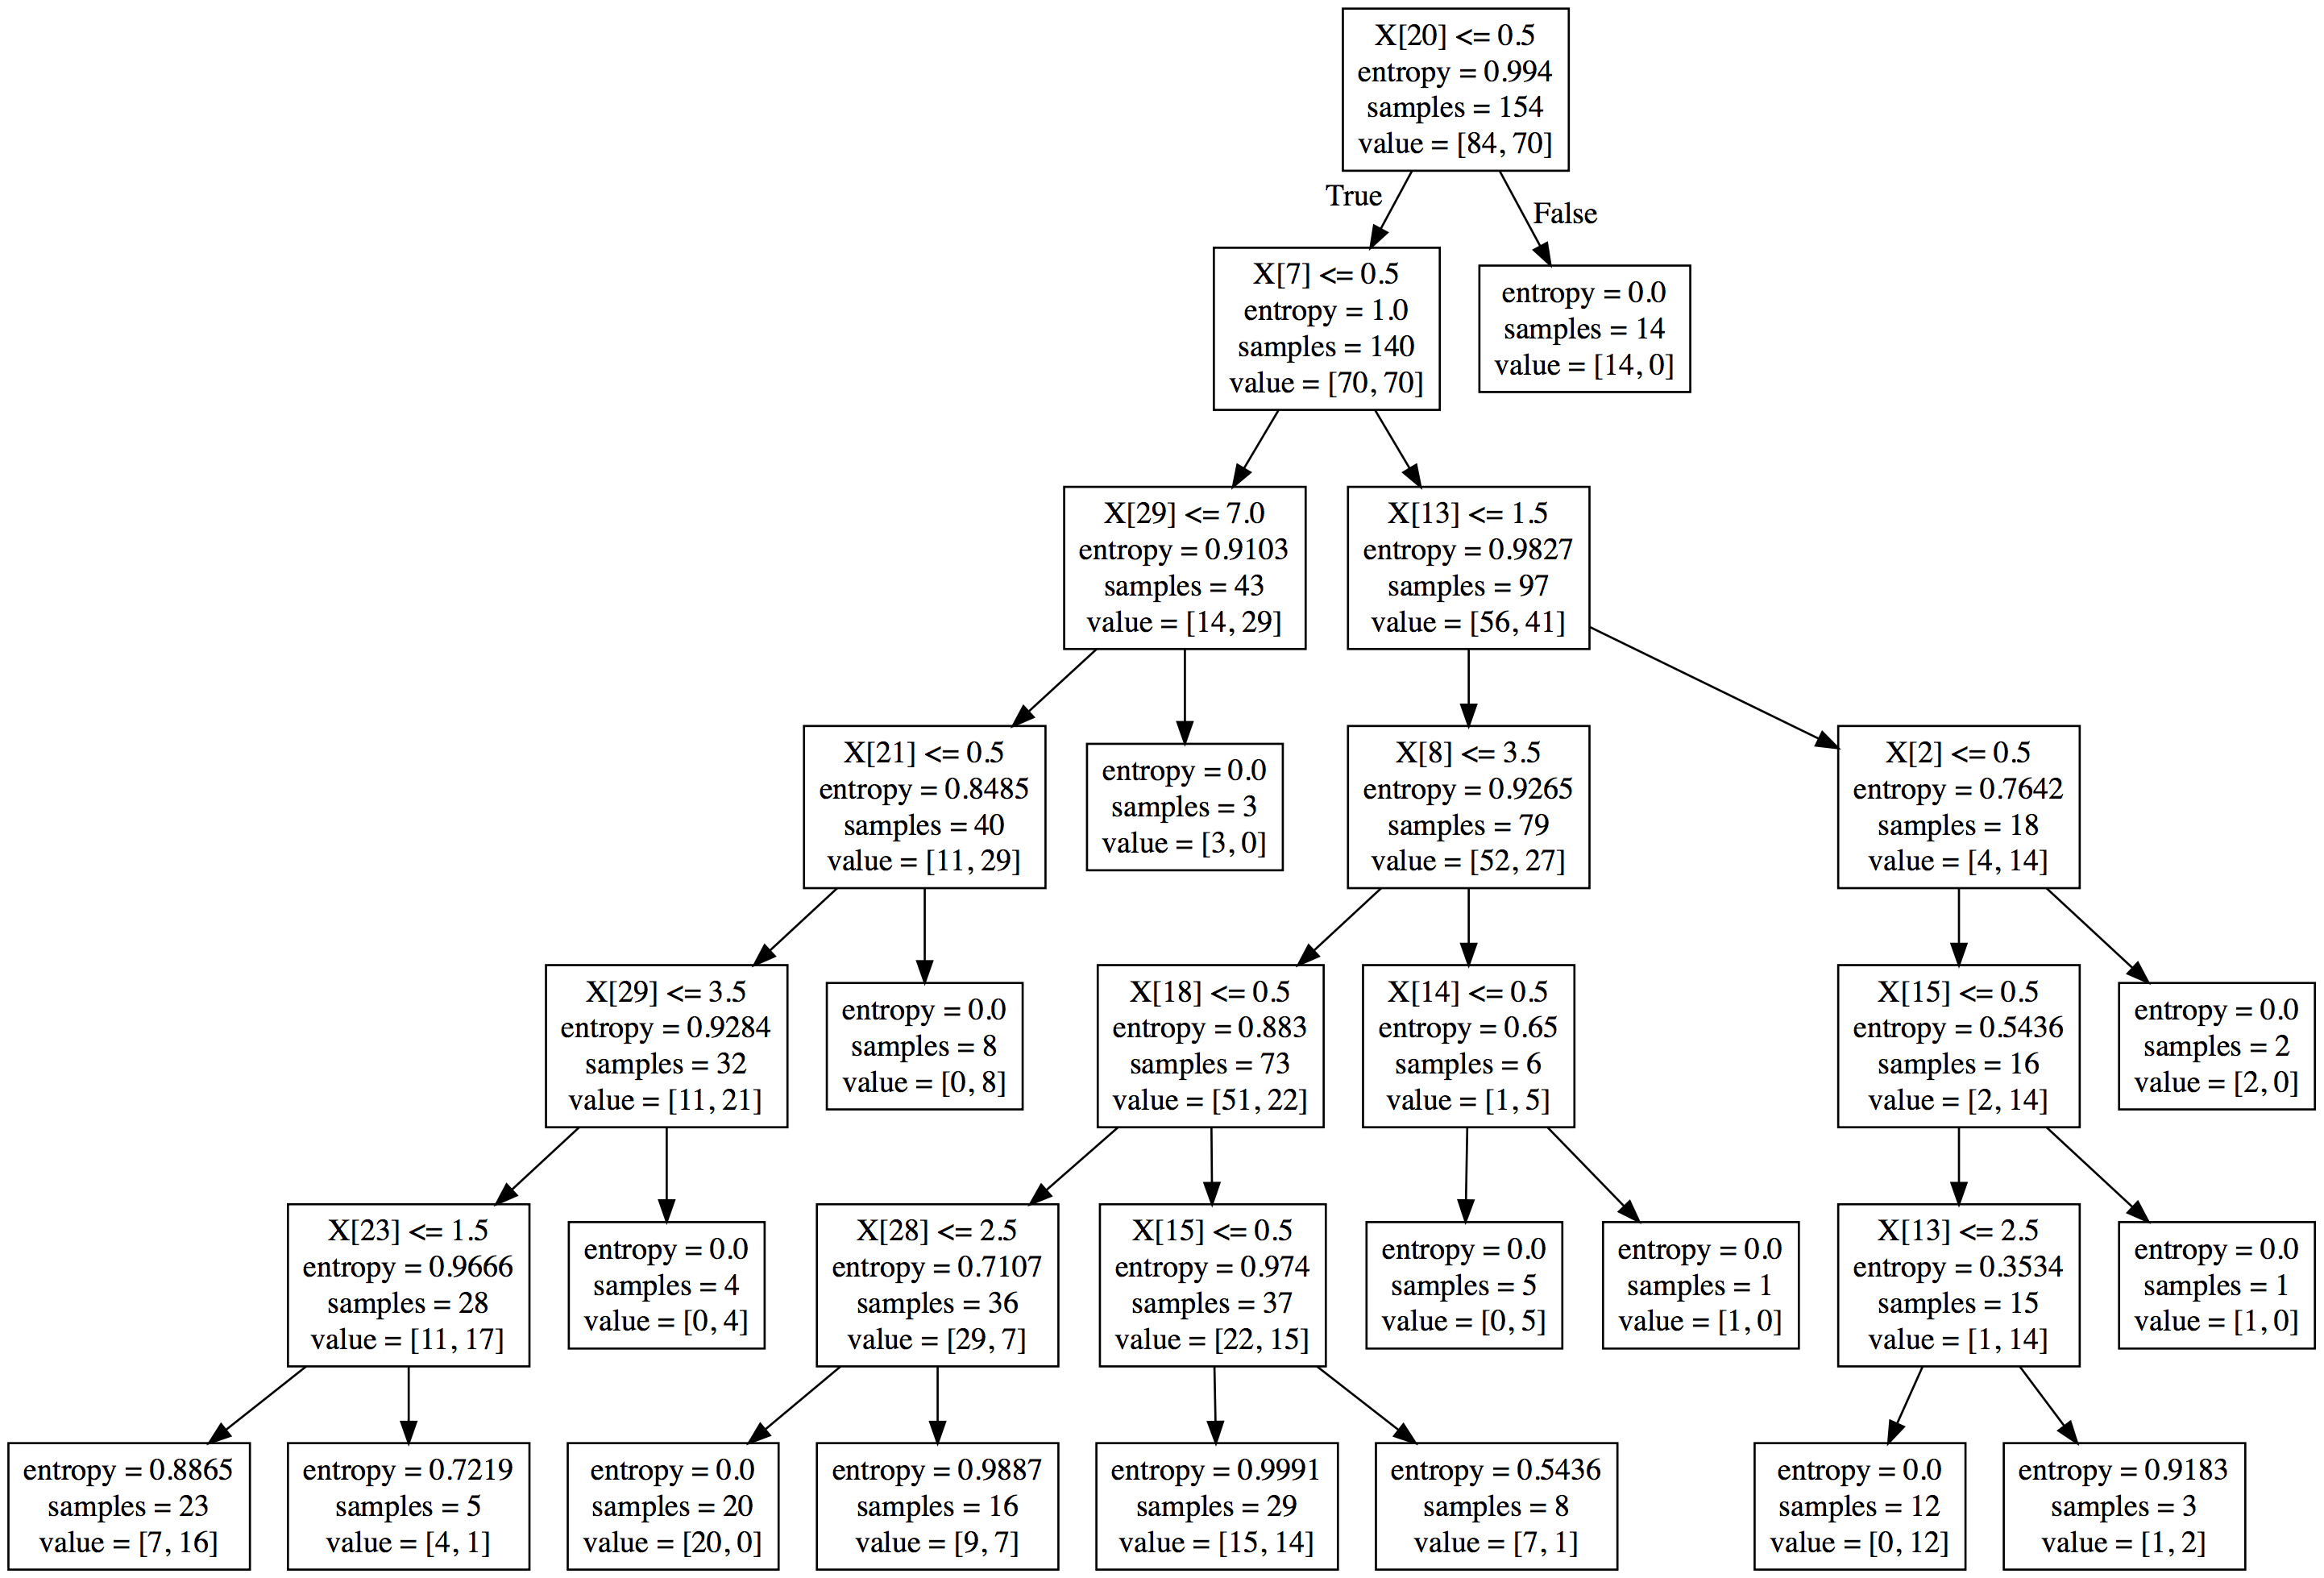 X[20] <= 0.5
entropy = 0.994
samples = 154
value = [84, 70]
True
False
X[7] <= 0.5
entropy = 1.0
samples = 140
value = [70, 70]
entropy = 0.0
samples = 14
value = [14, 0]
X[29] <= 7.0
entropy = 0.9103
samples = 43
value = [14, 29]
X[13] <= 1.5
entropy = 0.9827
samples = 97
value = [56, 41]
X[21] <= 0.5
entropy = 0.8485
samples = 40
value = [11, 29]
entropy = 0.0
samples = 3
value = [3, 0]
X[8] <= 3.5
entropy = 0.9265
samples = 79
value = [52, 27]
X[2] <= 0.5
entropy = 0.7642
samples = 18
value = [4, 14]
X[29] <= 3.5
entropy = 0.9284
samples = 32
value = [11, 21]
entropy = 0.0
samples = 8
value = [0, 8]
X[18] <= 0.5
entropy = 0.883
samples = 73
value = [51, 22]
X[14] <= 0.5
entropy = 0.65
samples = 6
value = [1, 5]
X[15] <= 0.5
entropy = 0.5436
samples = 16
value = [2, 14]
entropy = 0.0
samples = 2
value = [2, 0]
X[23] <= 1.5
entropy = 0.9666
samples = 28
value = [11, 17]
entropy = 0.0
samples = 4
value = [0, 4]
X[28] <= 2.5
entropy = 0.7107
samples = 36
value = [29, 7]
X[15] <= 0.5
entropy = 0.974
samples = 37
value = [22, 15]
entropy = 0.0
samples = 5
value = [0, 5]
entropy = 0.0
samples = 1
value = [1, 0]
X[13] <= 2.5
entropy = 0.3534
samples = 15
value = [1, 14]
entropy = 0.0
samples = 1
value = [1, 0]
entropy = 0.8865
samples = 23
value = [7, 16]
entropy = 0.7219
samples = 5
value = [4, 1]
entropy = 0.0
samples = 20
value = [20, 0]
entropy = 0.9887
samples = 16
value = [9, 7]
entropy = 0.9991
samples = 29
value = [15, 14]
entropy = 0.5436
samples = 8
value = [7, 1]
entropy = 0.0
samples = 12
value = [0, 12]
entropy = 0.9183
samples = 3
value = [1, 2]